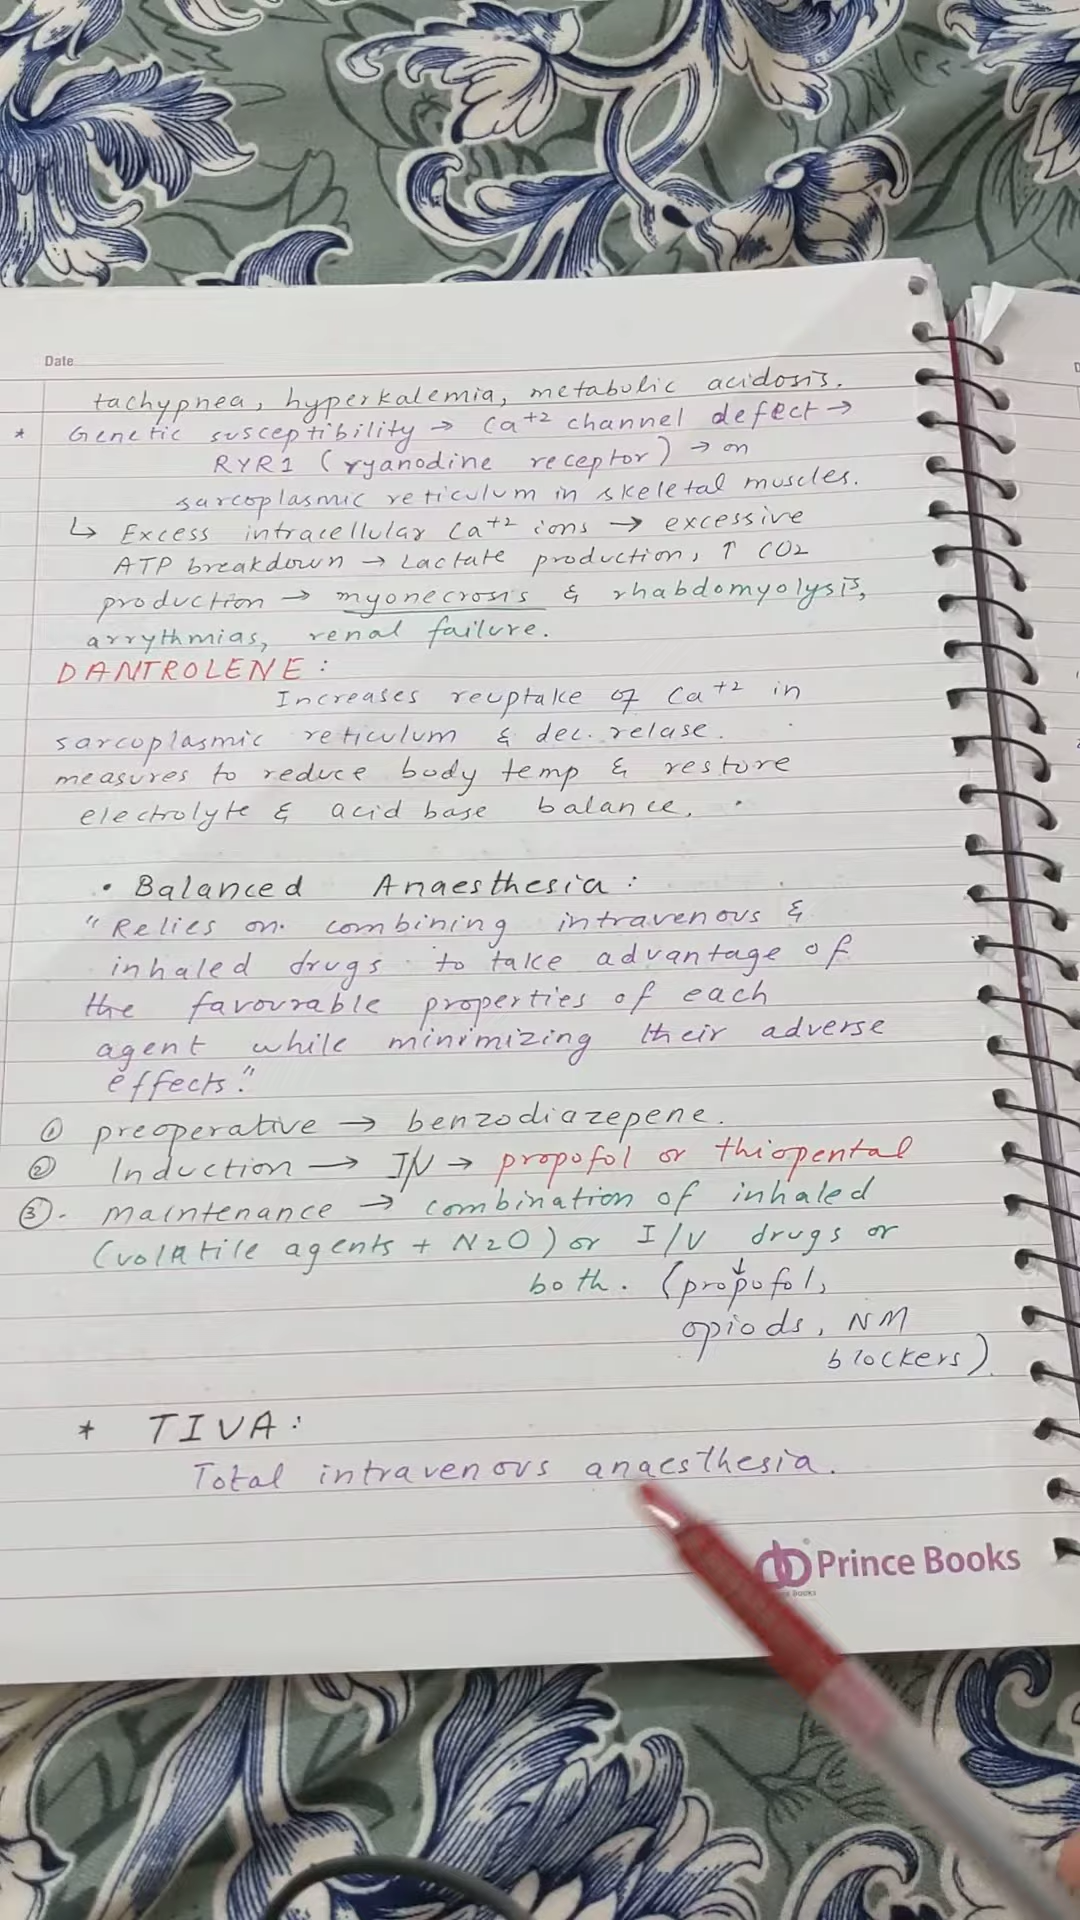 Date
tachypnea, hyperkalemia, metabolic acidosis.
* Genetic susceptibility → Ca+2 channel defect →
RYR1 (ryanodine receptor) → on
sarcoplasmic reticulum in skeletal muscles.
↳ Excess intracellular Ca+2 ions → excessive
ATP breakdown → Lactate production, ↑ CO2
production → myonecrosis & rhabdomyolysis,
arrythmias, renal failure.
DANTROLENE:
Increases reuptake of Ca+2 in
sarcoplasmic reticulum & dec. relase.
measures to reduce body temp & restore
electrolyte & acid base balance.
• Balanced Anaesthesia:
"Relies on combining intravenous &
inhaled drugs to take advantage of
the favourable properties of each
agent while minimizing their adverse
effects."
① preoperative → benzodiazepene.
② Induction → I/V → propofol or thiopental
③. maintenance → combination of inhaled
(volatile agents + N2O) or I/V drugs or
both. (propofol,
opiods, NM
blockers)
* TIVA:
Total intravenous anaesthesia.
Prince Books